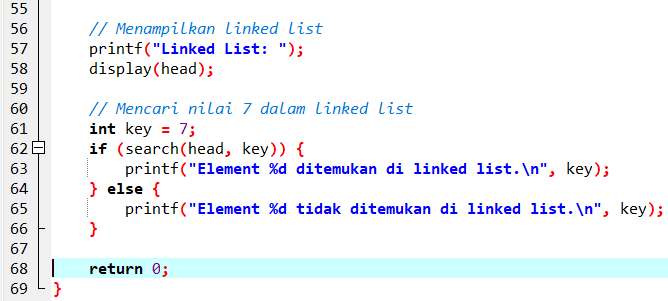 55
56 // Menampilkan linked list
57 printf("Linked List: ");
58 display(head);
59
60 // Mencari nilai 7 dalam linked list
61 int key = 7;
62 if (search(head, key)) {
63 printf("Element %d ditemukan di linked list.\n", key);
64 } else {
65 printf("Element %d tidak ditemukan di linked list.\n", key);
66 }
67
68 return 0;
69 }